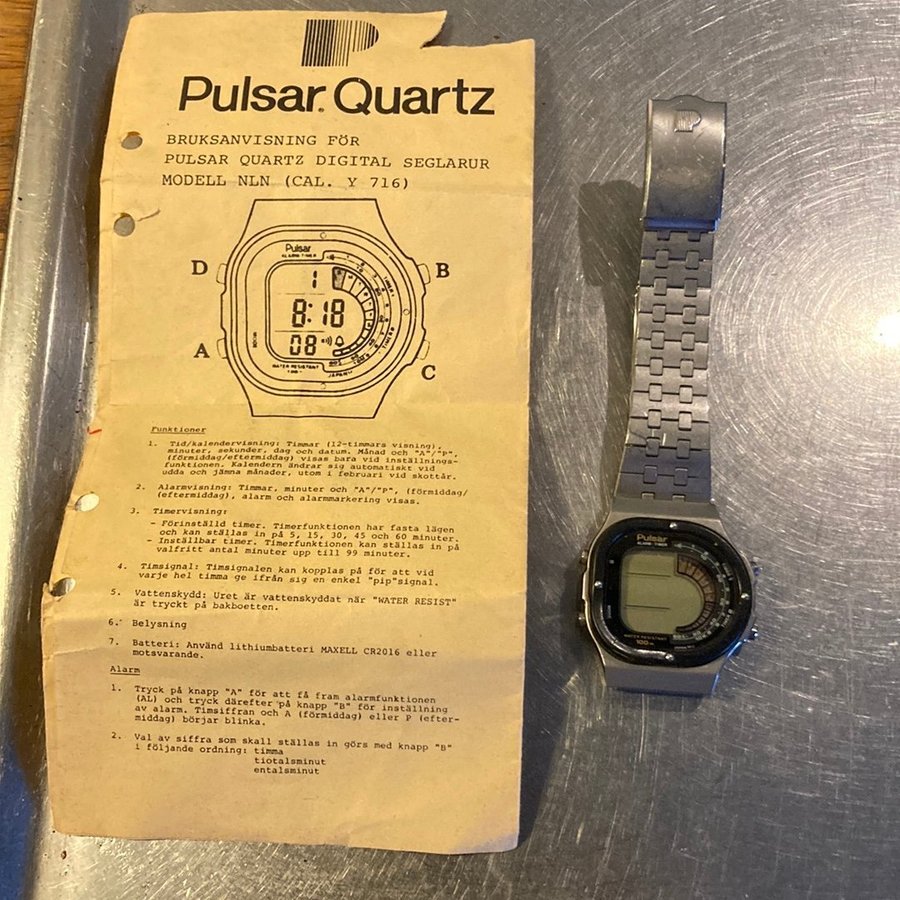 Pulsar Quartz
BRUKSANVISNING FÖR
PULSAR QUARTZ DIGITAL SEGLARUR
MODELL NLN (CAL. Y 716)
D
B
A
C
Pulsar
ALARM-TIMER
1
8:18
08
WATER RESISTANT
JAPAN
Funktioner
1. Tid/kalendervisning: Timmar (12-timmars visning),
minuter, sekunder, dag och datum. Månad och "A"/"P",
(förmiddag/eftermiddag) visas bara vid inställnings-
funktionen. Kalendern ändrar sig automatiskt vid
udda och jämna månader, utom i februari vid skottår.
2. Alarmvisning: Timmar, minuter och "A"/"P", (förmiddag/
(eftermiddag), alarm och alarmmarkering visas.
3. Timervisning:
- Förinställd timer. Timerfunktionen har fasta lägen
och kan ställas in på 5, 15, 30, 45 och 60 minuter.
- Inställbar timer. Timerfunktionen kan ställas in på
valfritt antal minuter upp till 99 minuter.
4. Timsignal: Timsignalen kan kopplas på för att vid
varje hel timma ge ifrån sig en enkel "pip"signal.
5. Vattenskydd: Uret är vattenskyddat när "WATER RESIST"
är tryckt på bakboetten.
6. Belysning
7. Batteri: Använd lithiumbatteri MAXELL CR2016 eller
motsvarande.
Alarm
1. Tryck på knapp "A" för att få fram alarmfunktionen
(AL) och tryck därefter på knapp "B" för inställning
av alarm. Timsiffran och A (förmiddag) eller P (efter-
middag) börjar blinka.
2. Val av siffra som skall ställas in görs med knapp "B"
i följande ordning: timma
tiotalsminut
entalsminut
P
Pulsar
ALARM-TIMER
WATER RESISTANT
100 m